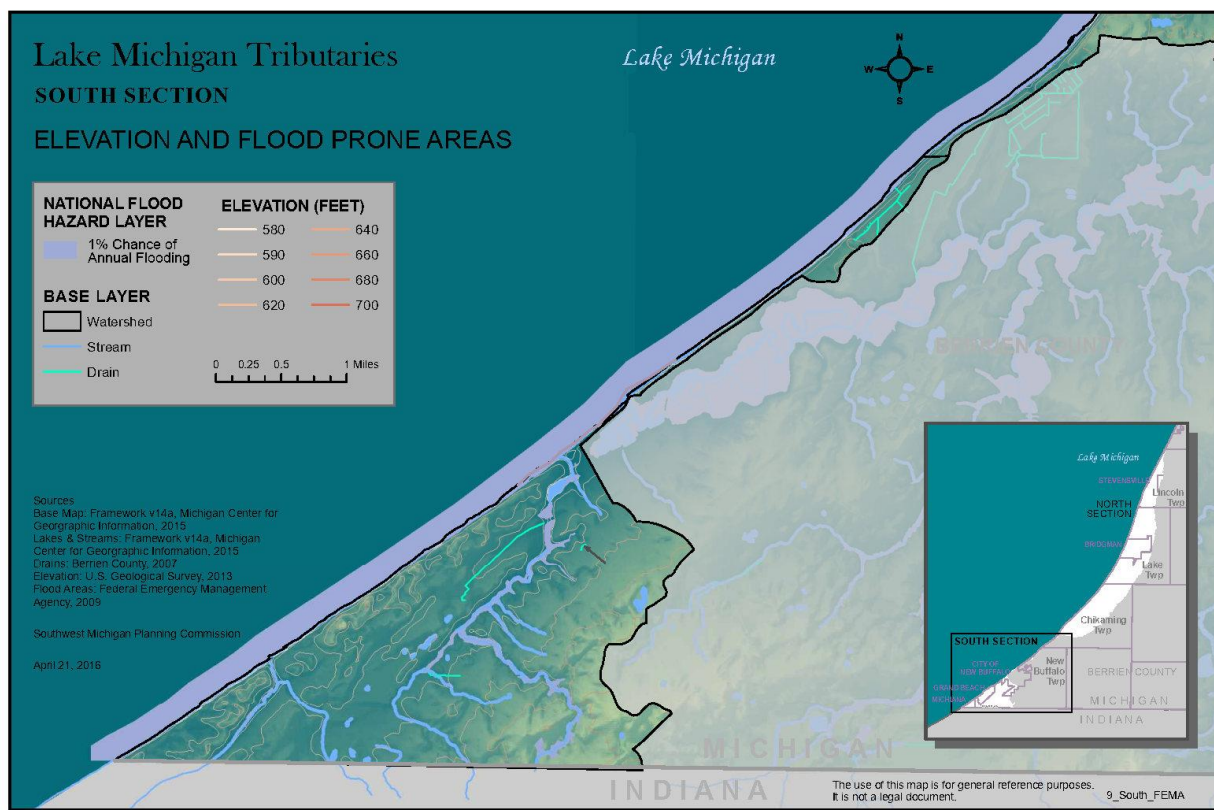 Lake Michigan Tributaries
SOUTH SECTION
ELEVATION AND FLOOD PRONE AREAS
Lake Michigan
N
W
E
S
NATIONAL FLOOD
HAZARD LAYER
1% Chance of
Annual Flooding
BASE LAYER
Watershed
Stream
Drain
ELEVATION (FEET)
580
590
600
620
640
660
680
700
0 0.25 0.5 1 Miles
BERRIEN COUNTY
Sources
Base Map: Framework v14a, Michigan Center for
Georgraphic Information, 2015
Lakes & Streams: Framework v14a, Michigan
Center for Georgraphic Information, 2015
Drains: Berrien County, 2007
Elevation: U.S. Geological Survey, 2013
Flood Areas: Federal Emergency Management
Agency, 2009
Southwest Michigan Planning Commission
April 21, 2016
Lake Michigan
STEVENSVILLE
Lincoln
Twp
NORTH
SECTION
BRIDGMAN
Lake
Twp
Chikaming
Twp
SOUTH SECTION
CITY OF
NEW BUFFALO
New
Buffalo
Twp
GRAND BEACH
MICHIANA
BERRIEN COUNTY
MICHIGAN
INDIANA
MICHIGAN
INDIANA
The use of this map is for general reference purposes.
It is not a legal document.
9_South_FEMA